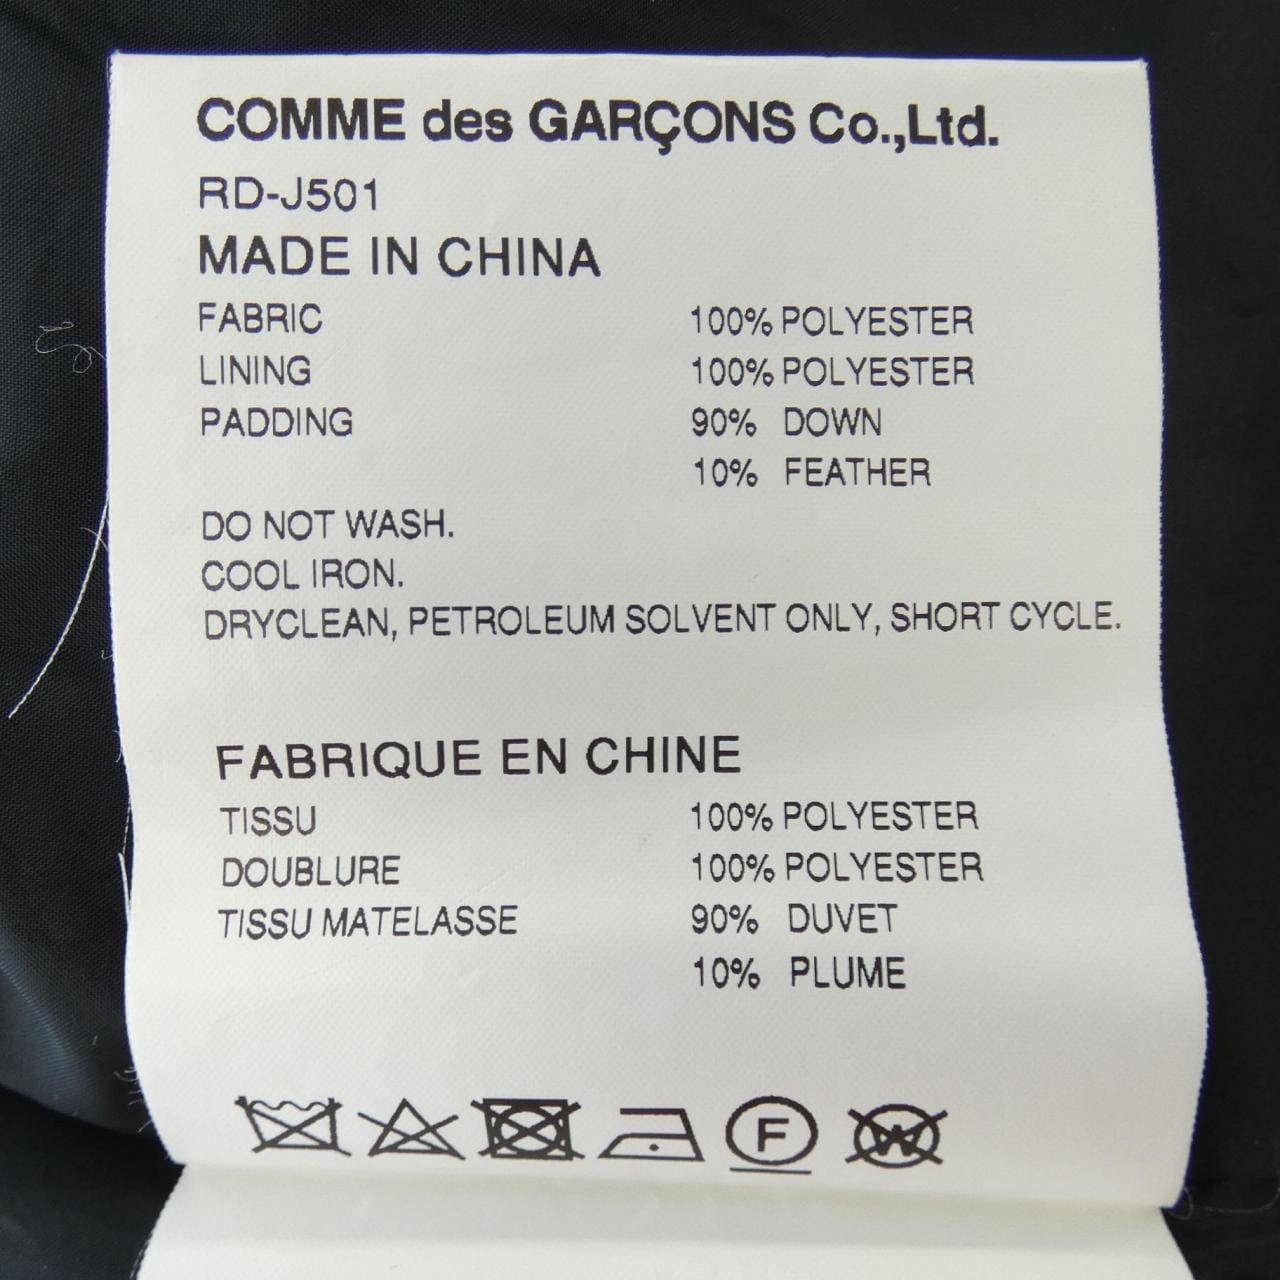 COMME des GARÇONS Co.,Ltd.
RD-J501
MADE IN CHINA
FABRIC 100% POLYESTER
LINING 100% POLYESTER
PADDING 90% DOWN
10% FEATHER
DO NOT WASH.
COOL IRON.
DRYCLEAN, PETROLEUM SOLVENT ONLY, SHORT CYCLE.
FABRIQUE EN CHINE
TISSU 100% POLYESTER
DOUBLURE 100% POLYESTER
TISSU MATELASSE 90% DUVET
10% PLUME
F W